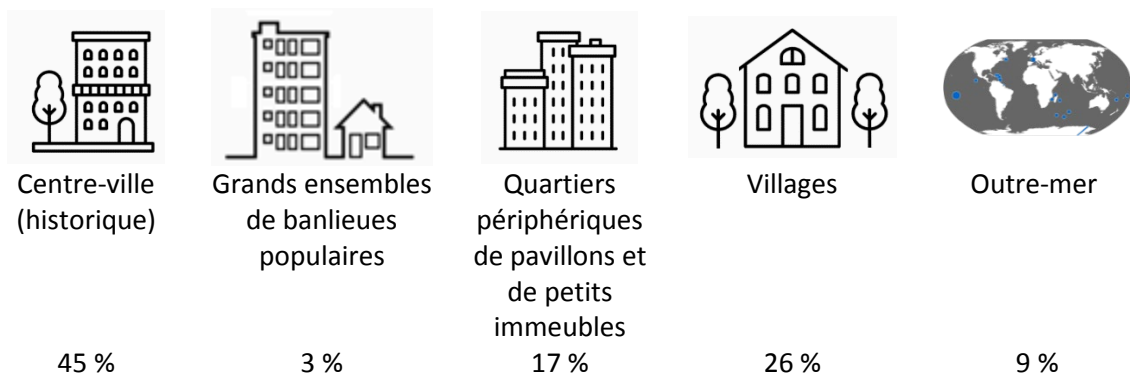 Centre-ville
(historique)
Grands ensembles
de banlieues
populaires
Quartiers
périphériques
de pavillons et
de petits
immeubles
Villages
Outre-mer
45 %
3 %
17 %
26 %
9 %